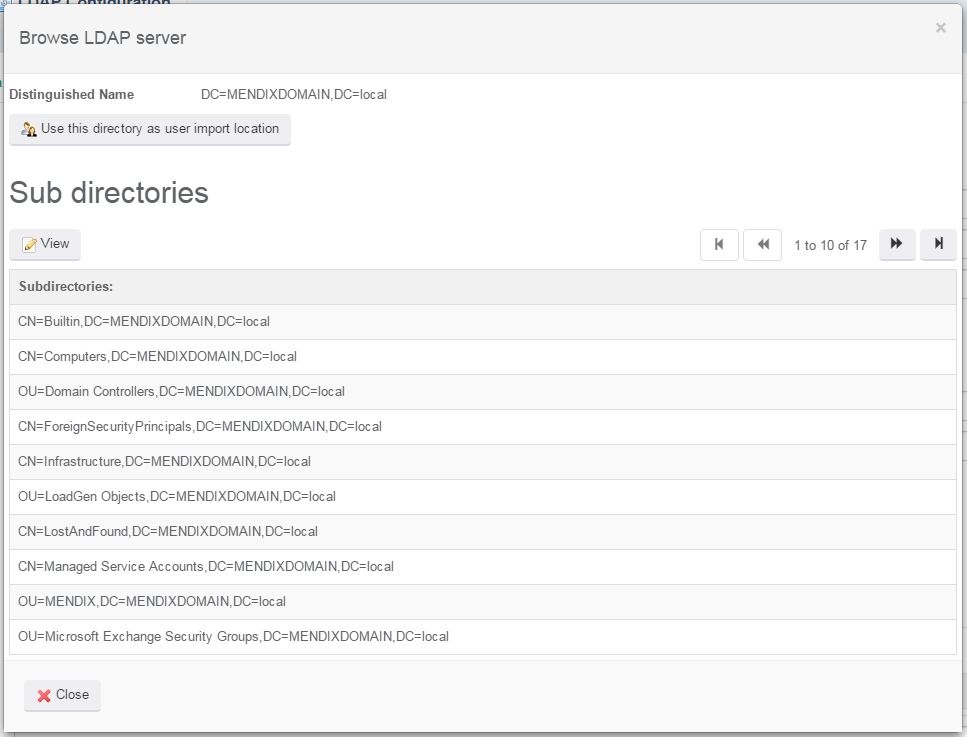 LDAP Configuration
Browse LDAP server
×
Distinguished Name DC=MENDIXDOMAIN,DC=local
Use this directory as user import location
Sub directories
View 1 to 10 of 17
Subdirectories:
CN=Builtin,DC=MENDIXDOMAIN,DC=local
CN=Computers,DC=MENDIXDOMAIN,DC=local
OU=Domain Controllers,DC=MENDIXDOMAIN,DC=local
CN=ForeignSecurityPrincipals,DC=MENDIXDOMAIN,DC=local
CN=Infrastructure,DC=MENDIXDOMAIN,DC=local
OU=LoadGen Objects,DC=MENDIXDOMAIN,DC=local
CN=LostAndFound,DC=MENDIXDOMAIN,DC=local
CN=Managed Service Accounts,DC=MENDIXDOMAIN,DC=local
OU=MENDIX,DC=MENDIXDOMAIN,DC=local
OU=Microsoft Exchange Security Groups,DC=MENDIXDOMAIN,DC=local
Close